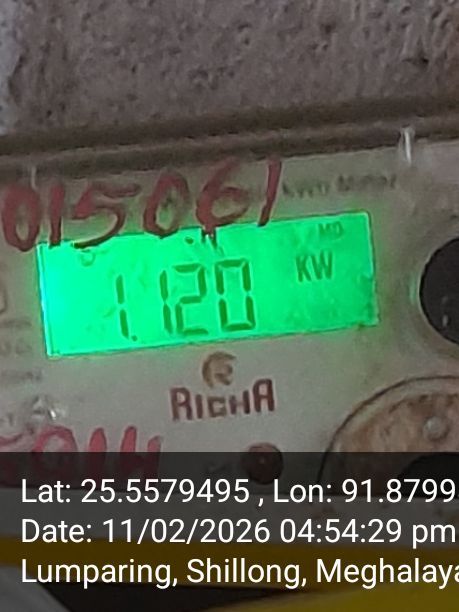 015061
KWH Meter
MD
1.120 KW
RICHA
Lat: 25.5579495 , Lon: 91.8799
Date: 11/02/2026 04:54:29 pm
Lumparing, Shillong, Meghalaya